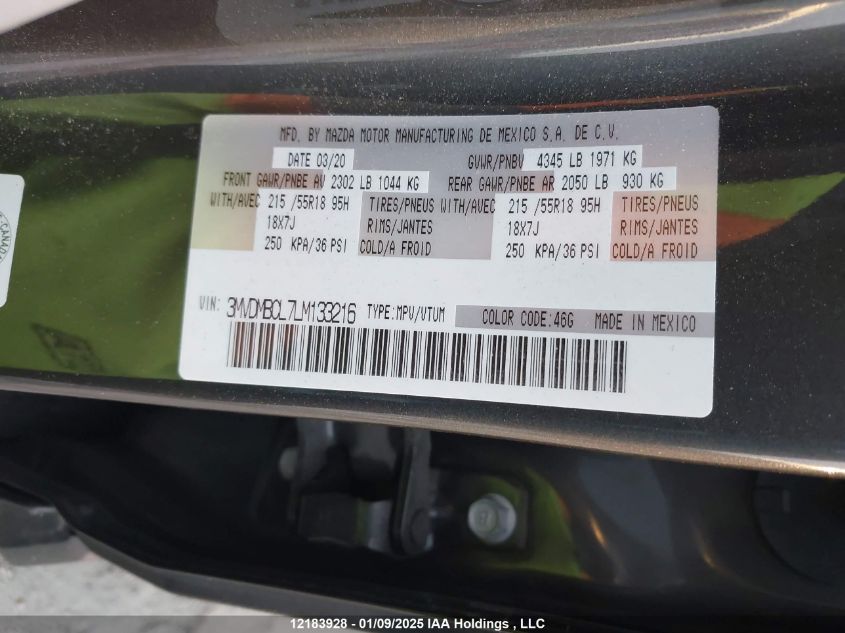 MFD. BY MAZDA MOTOR MANUFACTURING DE MEXICO S.A. DE C.V.
DATE 03/20 GVWR/PNBV 4345 LB 1971 KG
FRONT GAWR/PNBE AV 2302 LB 1044 KG REAR GAWR/PNBE AR 2050 LB 930 KG
WITH/AVEC 215 /55R18 95H TIRES/PNEUS WITH/AVEC 215 /55R18 95H TIRES/PNEUS
18X7J RIMS/JANTES 18X7J RIMS/JANTES
250 KPA/36 PSI COLD/A FROID 250 KPA/36 PSI COLD/A FROID
VIN: 3MVDMBCL7LM133216 TYPE:MPV/VTUM COLOR CODE:46G MADE IN MEXICO
CANAD
12183928 - 01/09/2025 IAA Holdings , LLC